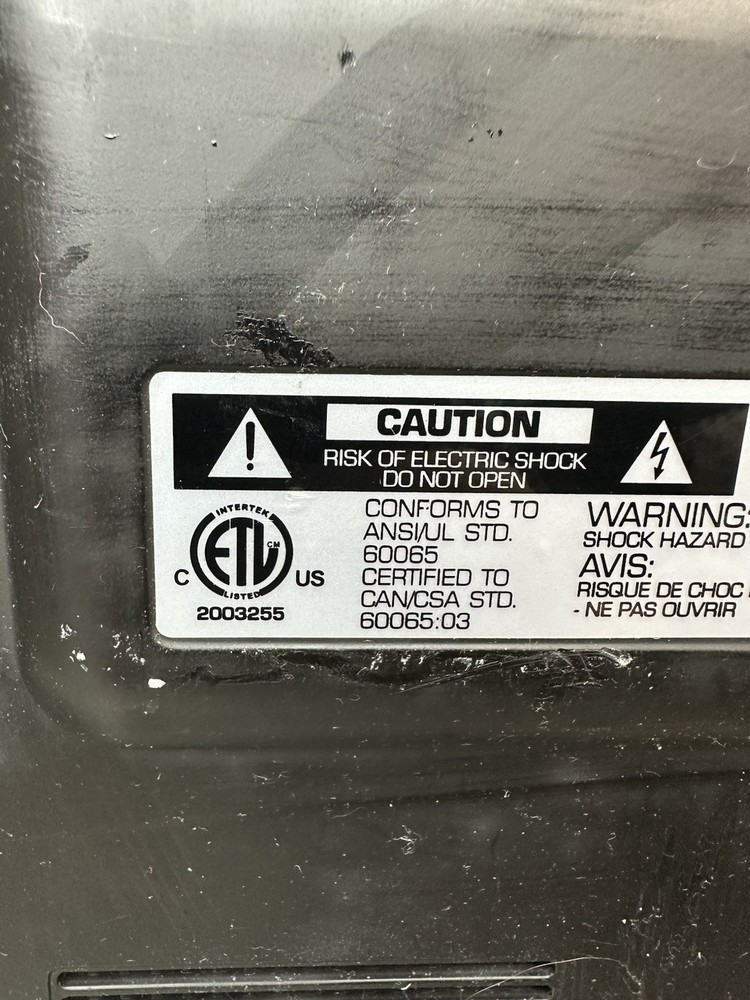 CAUTION
RISK OF ELECTRIC SHOCK
DO NOT OPEN
INTERTEK
ETL CM
C US
LISTED
2003255
CONFORMS TO
ANSI/UL STD.
60065
CERTIFIED TO
CAN/CSA STD.
60065:03
WARNING:
SHOCK HAZARD
AVIS:
RISQUE DE CHOC
- NE PAS OUVRIR